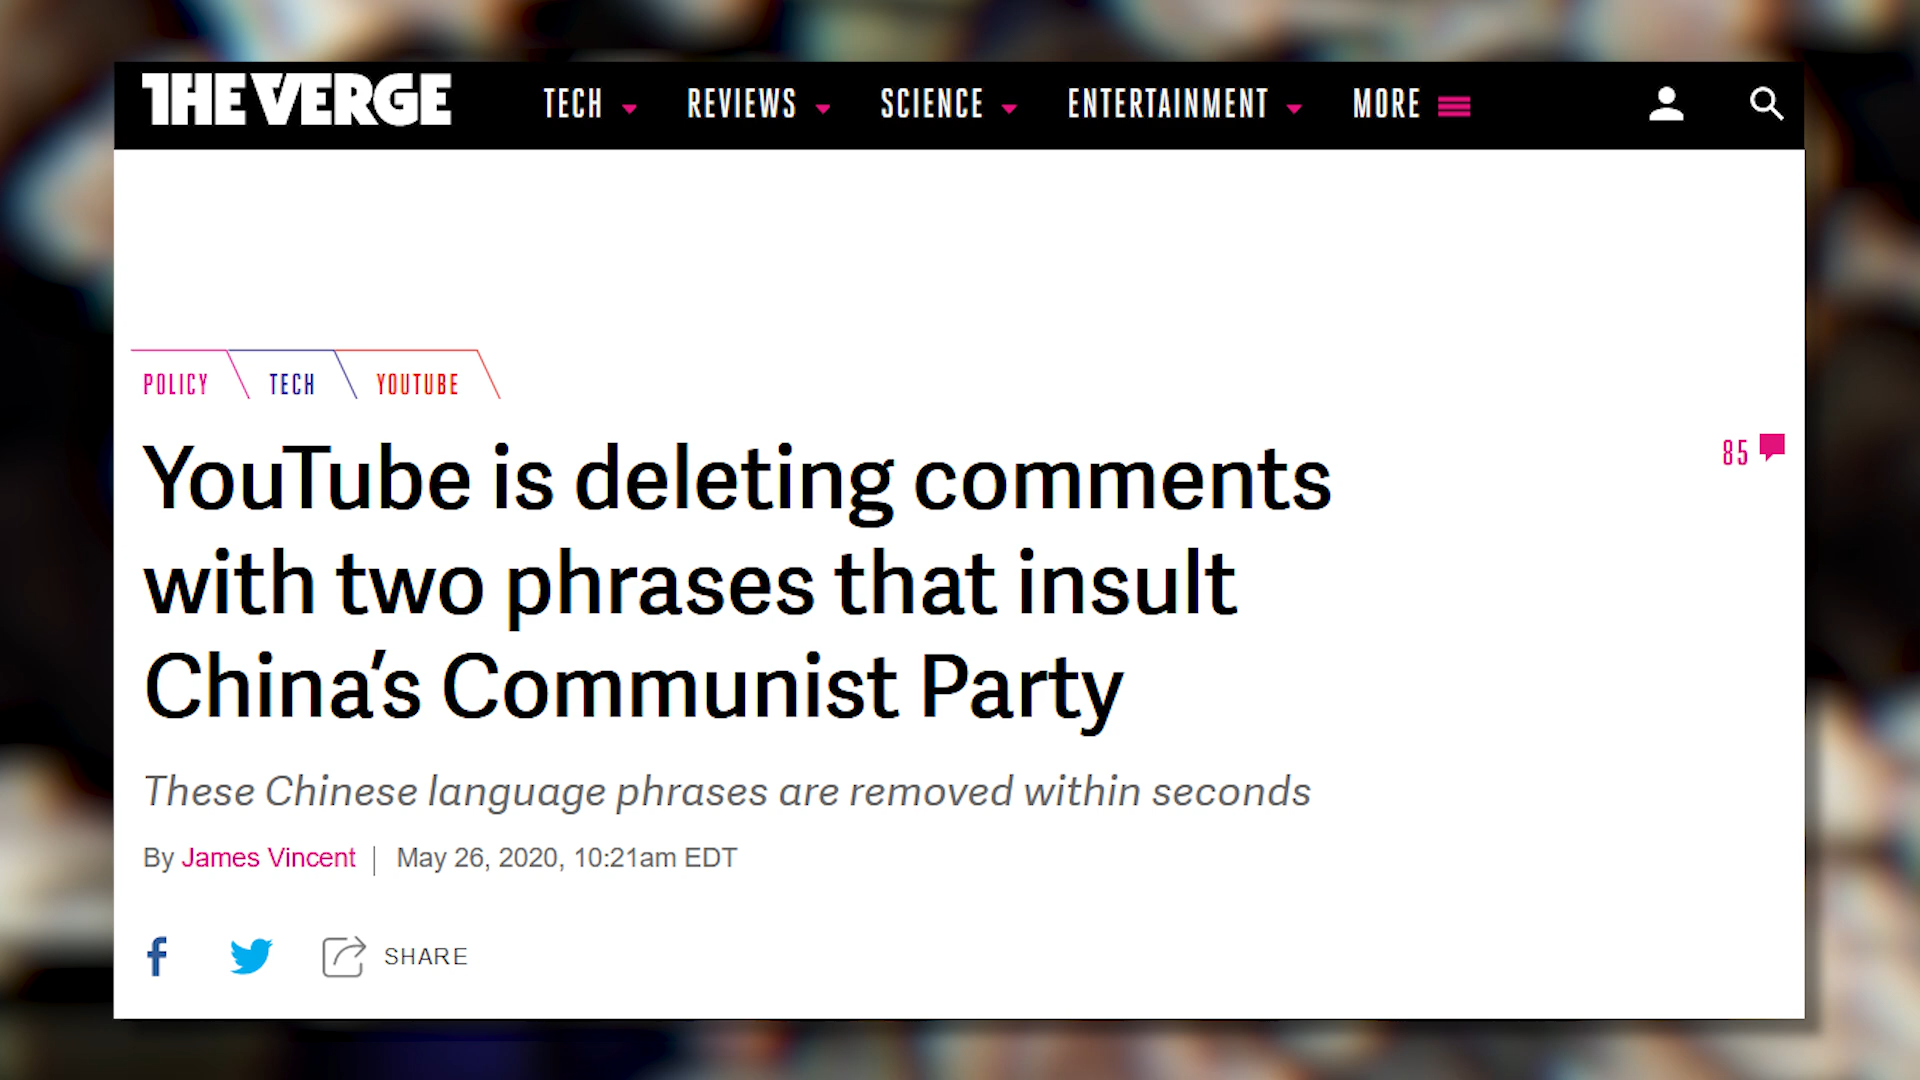 THE VERGE TECH REVIEWS SCIENCE ENTERTAINMENT MORE
POLICY TECH YOUTUBE
YouTube is deleting comments
with two phrases that insult
China's Communist Party
85
These Chinese language phrases are removed within seconds
By James Vincent | May 26, 2020, 10:21am EDT
f SHARE